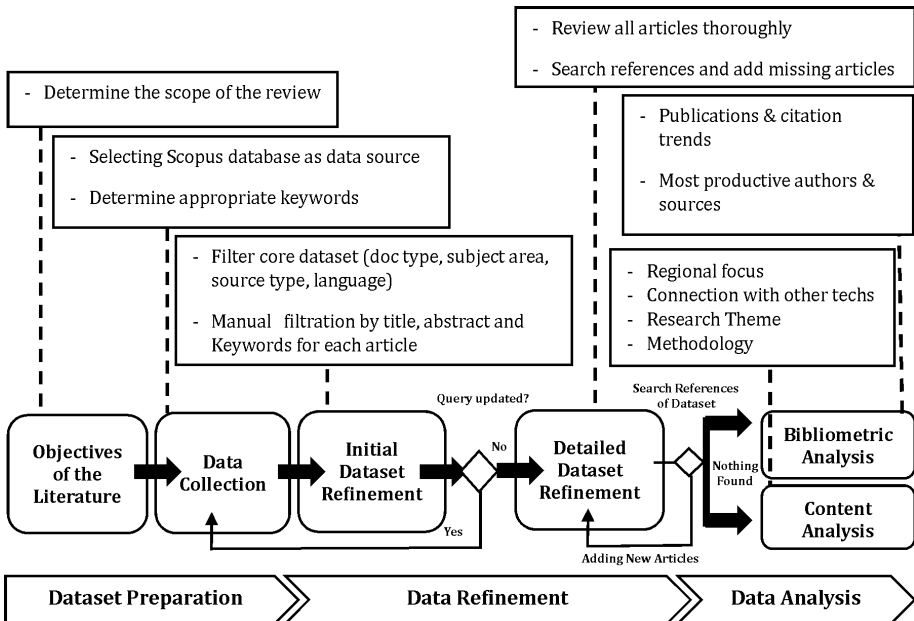 - Review all articles thoroughly
- Search references and add missing articles
- Determine the scope of the review
- Publications & citation
trends
- Most productive authors &
sources
- Selecting Scopus database as data source
- Determine appropriate keywords
- Filter core dataset (doc type, subject area,
source type, language)
- Manual filtration by title, abstract and
Keywords for each article
- Regional focus
- Connection with other techs
- Research Theme
- Methodology
Query updated?
Search References
of Dataset
Objectives
of the
Literature
Data
Collection
Initial
Dataset
Refinement
No
Yes
Detailed
Dataset
Refinement
Nothing
Found
Adding New Articles
Bibliometric
Analysis
Content
Analysis
Dataset Preparation
Data Refinement
Data Analysis